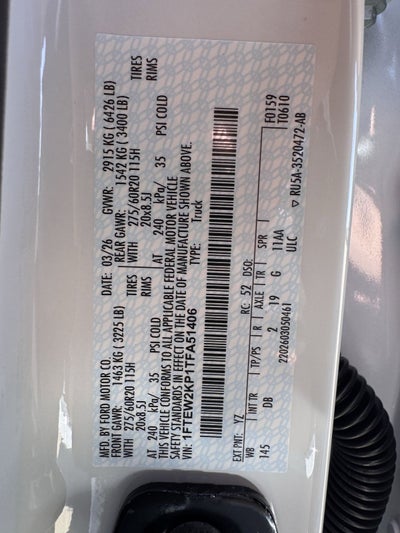 MFD. BY FORD MOTOR CO.
DATE: 03/26 GVWR: 2915 KG ( 6426 LB)
FRONT GAWR: 1463 KG ( 3225 LB) REAR GAWR: 1542 KG ( 3400 LB)
WITH 275/60R20 115H TIRES WITH 275/60R20 115H TIRES
20x8.5J RIMS 20x8.5J RIMS
AT 240 kPa/ 35 PSI COLD AT 240 kPa/ 35 PSI COLD
THIS VEHICLE CONFORMS TO ALL APPLICABLE FEDERAL MOTOR VEHICLE
SAFETY STANDARDS IN EFFECT ON THE DATE OF MANUFACTURE SHOWN ABOVE.
VIN: 1FTEW2KP1TFA51406 Truck
F0159
F0610
EXT PNT: YZ RC: 52 DSO:
WB INT TR TP/PS R AXLE TR SPR
145 DB 2 19 G 11AA
ULC
2202603050461
▽ RU5A-3520472-AB